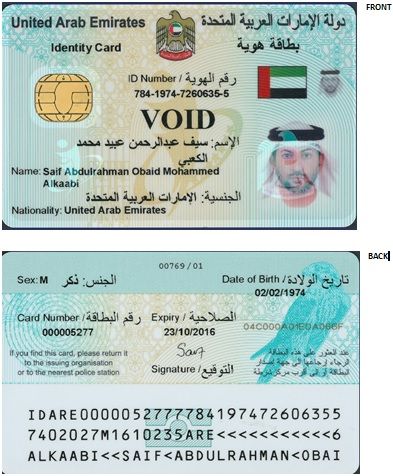 FRONT
United Arab Emirates دولة الإمارات العربية المتحدة
Identity Card بطاقة هوية
ID Number / رقم الهوية
784-1974-7260635-5
VOID
الإسم: سيف عبدالرحمن عبيد محمد
الكعبي
Name: Saif Abdulrahman Obaid Mohammed
Alkaabi
الجنسية: الإمارات العربية المتحدة
Nationality: United Arab Emirates
BACK
00769 / 01
Sex: M الجنس: ذكر Date of Birth / تاريخ الولادة
02/02/1974
Card Number / رقم البطاقة Expiry / الصلاحية
000005277 23/10/2016
If you find this card, please return it
to the issuing organisation
or to the nearest police station
Signature / التوقيع
عند العثور على هذه البطاقة
الرجاء إرجاعها إلى جهة إصدار
البطاقة أو إلى أقرب مركز شرطة
IDARE0000052777784197472606355
7402027M1610235ARE<<<<<<<<<<<6
ALKAABI<<SAIF<ABDULRAHMAN<OBAI